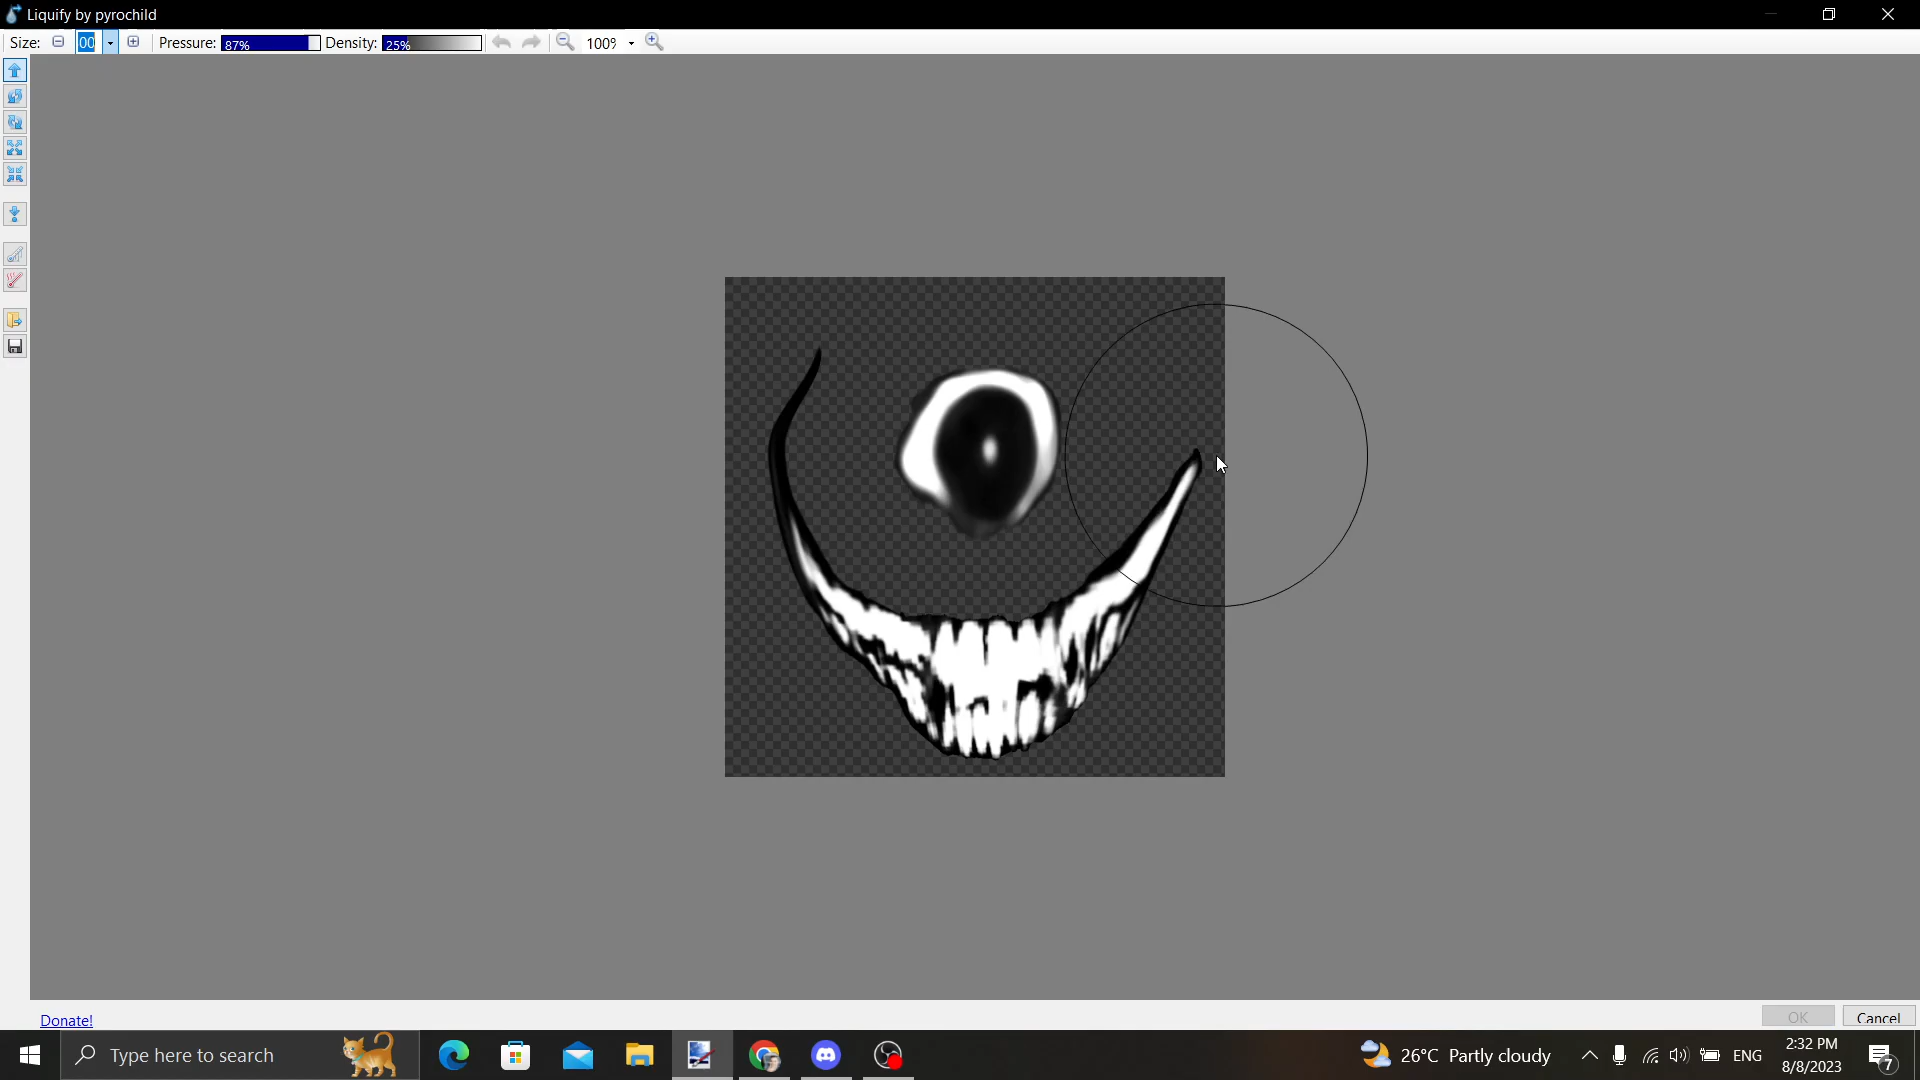 Liquify by pyrochild
Size: 00 Pressure: 87% Density: 25% 100%
Donate!
OK Cancel
Type here to search
26°C Partly cloudy ENG 2:32 PM
8/8/2023
7